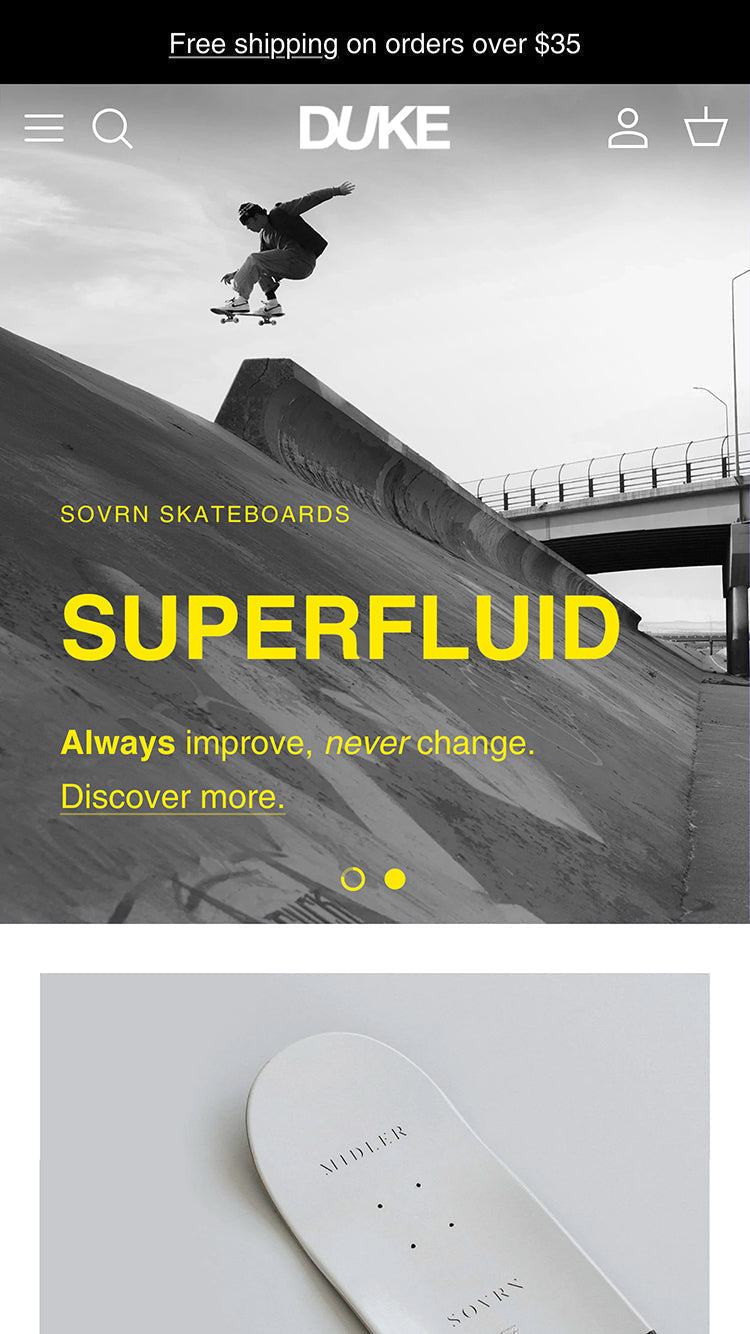 Free shipping on orders over $35
DUKE
SOVRN SKATEBOARDS
SUPERFLUID
Always improve, never change.
Discover more.
MIDLER
SOVRN